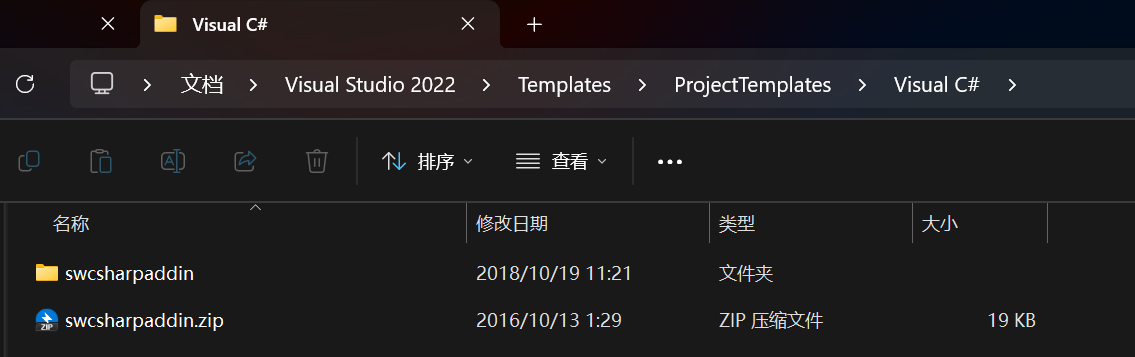 Visual C#
文档 Visual Studio 2022 Templates ProjectTemplates Visual C#
排序 查看
名称 修改日期 类型 大小
swcsharpaddin 2018/10/19 11:21 文件夹
ZIP swcsharpaddin.zip 2016/10/13 1:29 ZIP 压缩文件 19 KB